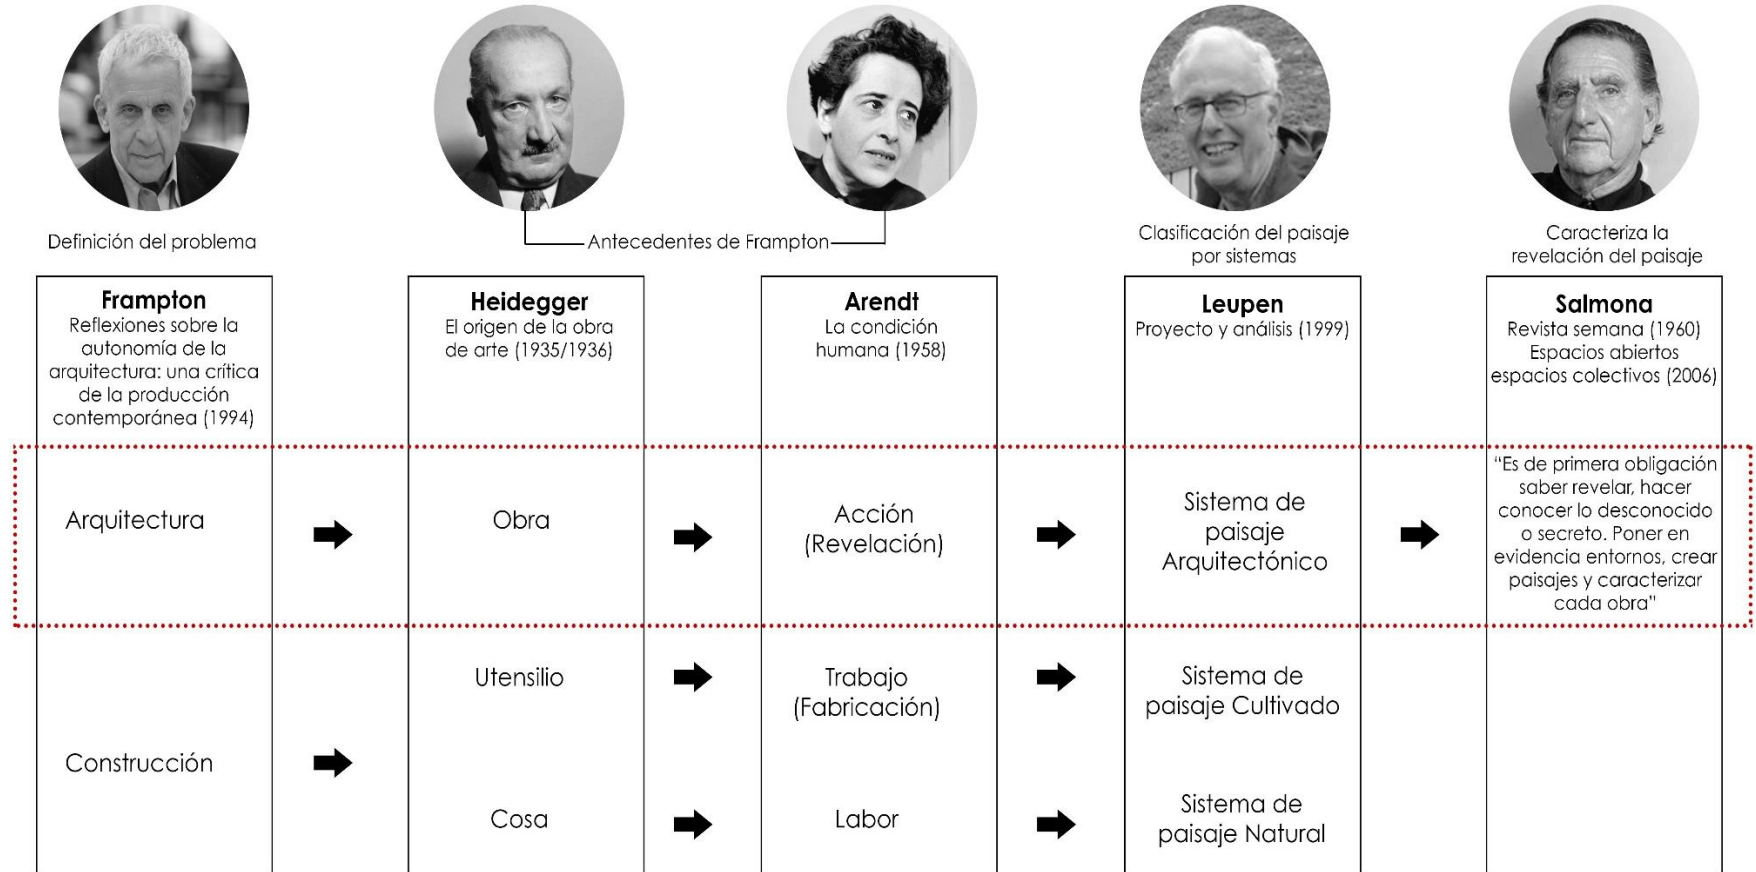 Definición del problema
Antecedentes de Frampton
Clasificación del paisaje
por sistemas
Caracteriza la
revelación del paisaje
Frampton
Reflexiones sobre la
autonomía de la
arquitectura: una crítica
de la producción
contemporánea (1994)
Heidegger
El origen de la obra
de arte (1935/1936)
Arendt
La condición
humana (1958)
Leupen
Proyecto y análisis (1999)
Salmona
Revista semana (1960)
Espacios abiertos
espacios colectivos (2006)
Arquitectura
Obra
Acción
(Revelación)
Sistema de
paisaje
Arquitectónico
“Es de primera obligación
saber revelar, hacer
conocer lo desconocido
o secreto. Poner en
evidencia entornos, crear
paisajes y caracterizar
cada obra”
Construcción
Utensilio
Trabajo
(Fabricación)
Sistema de
paisaje Cultivado
Cosa
Labor
Sistema de
paisaje Natural